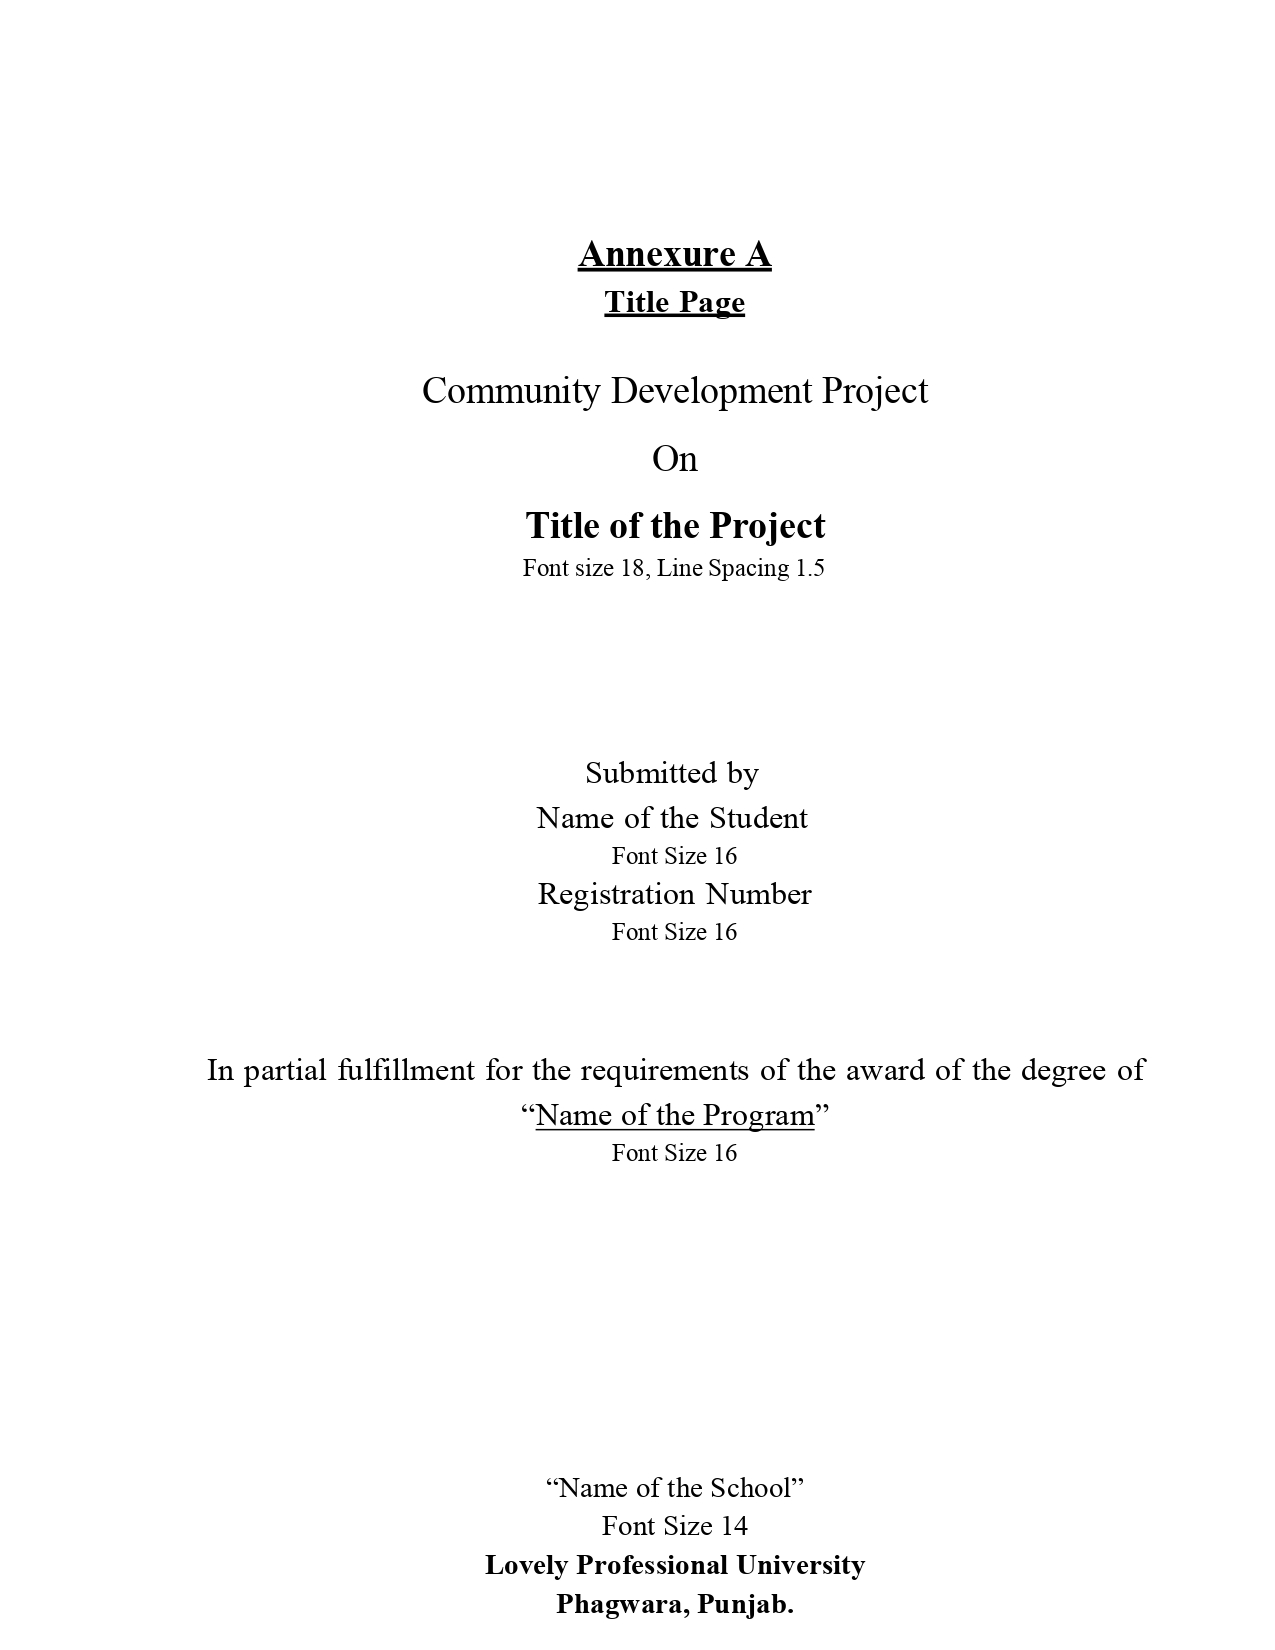 Annexure A
Title Page
Community Development Project
On
Title of the Project
Font size 18, Line Spacing 1.5
Submitted by
Name of the Student
Font Size 16
Registration Number
Font Size 16
In partial fulfillment for the requirements of the award of the degree of
“Name of the Program”
Font Size 16
“Name of the School”
Font Size 14
Lovely Professional University
Phagwara, Punjab.